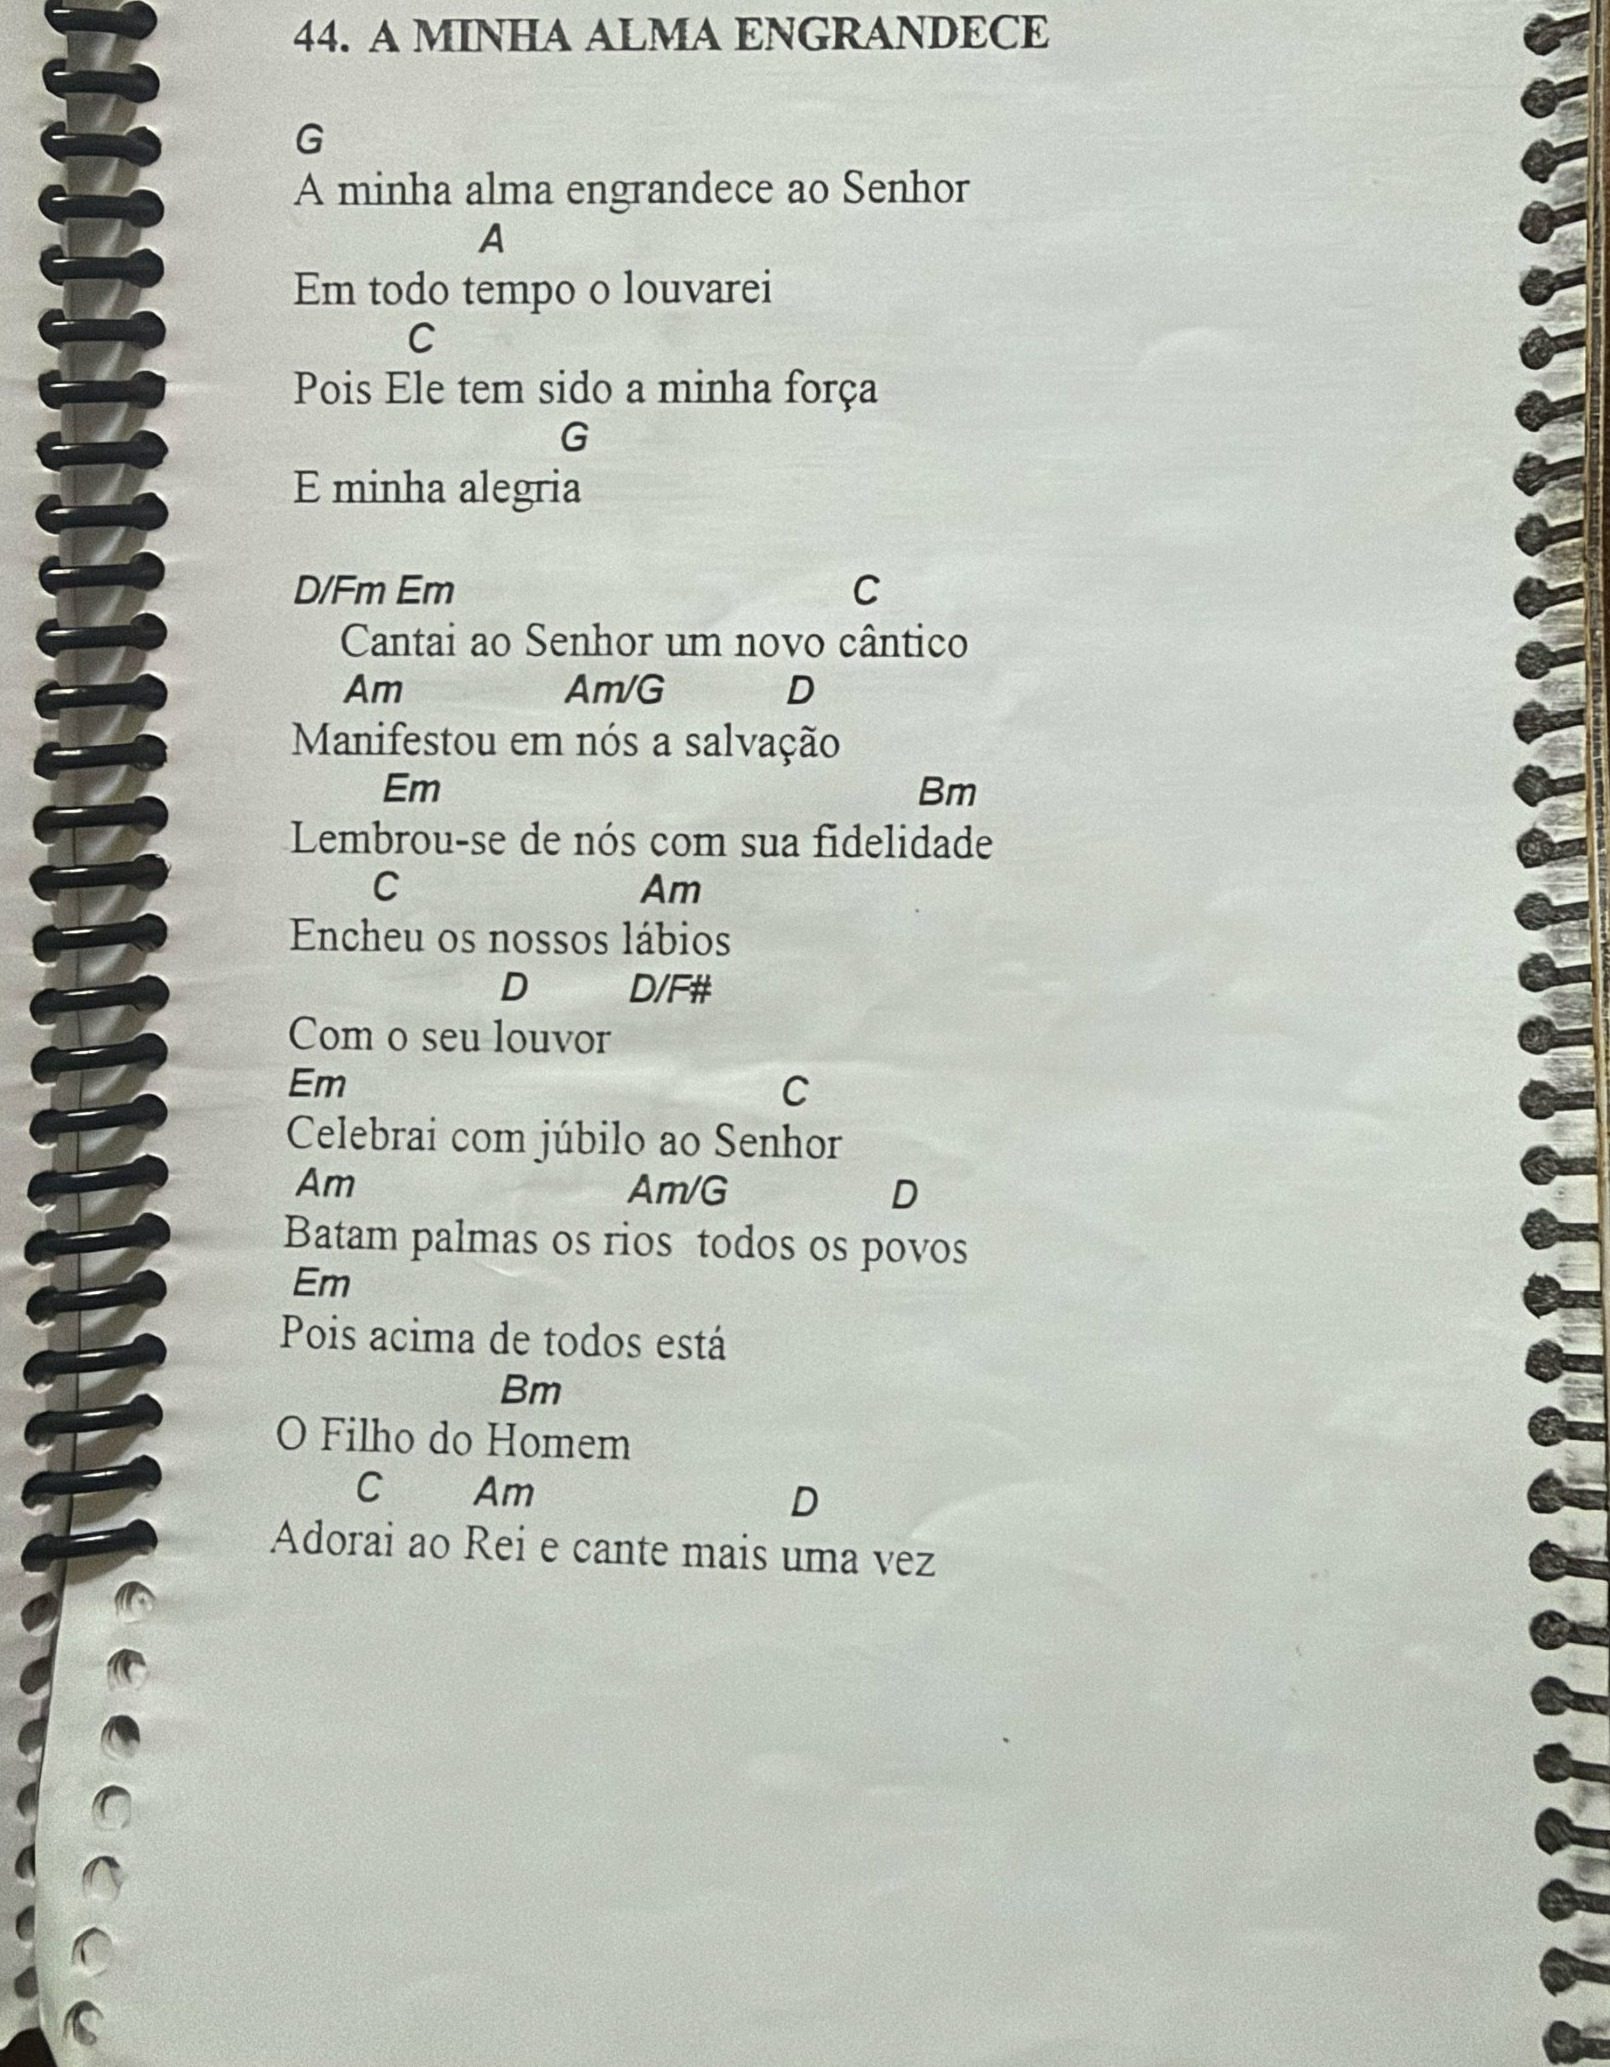 44. A MINHA ALMA ENGRANDECE
G
A minha alma engrandece ao Senhor
A
Em todo tempo o louvarei
C
Pois Ele tem sido a minha força
G
E minha alegria
D/Fm Em C
Cantai ao Senhor um novo cântico
Am Am/G D
Manifestou em nós a salvação
Em Bm
Lembrou-se de nós com sua fidelidade
C Am
Encheu os nossos lábios
D D/F#
Com o seu louvor
Em C
Celebrai com júbilo ao Senhor
Am Am/G D
Batam palmas os rios todos os povos
Em
Pois acima de todos está
Bm
O Filho do Homem
C Am D
Adorai ao Rei e cante mais uma vez